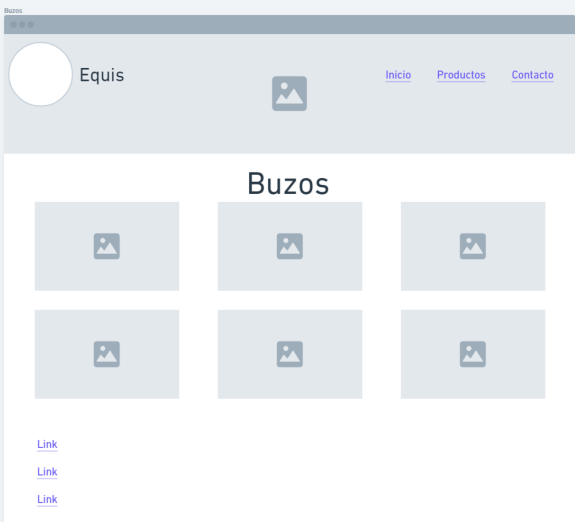 Buzos
Equis
Inicio Productos Contacto
Buzos
Link
Link
Link